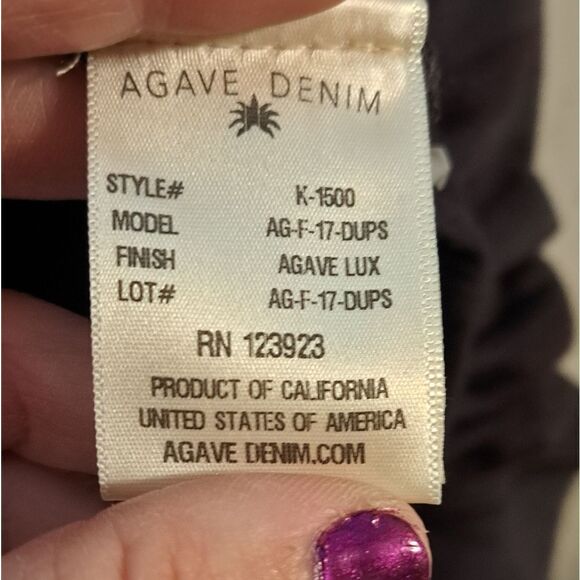 AGAVE DENIM
STYLE# K-1500
MODEL AG-F-17-DUPS
FINISH AGAVE LUX
LOT# AG-F-17-DUPS
RN 123923
PRODUCT OF CALIFORNIA
UNITED STATES OF AMERICA
AGAVE DENIM.COM